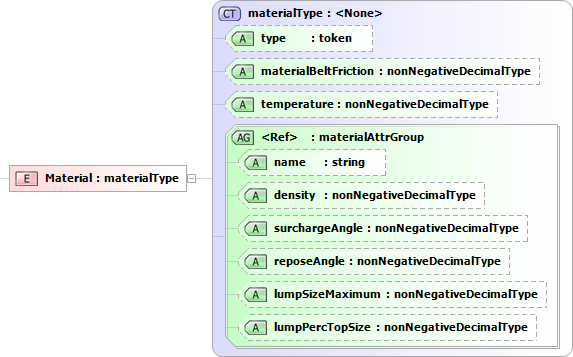 CT materialType : <None>
A type : token
A materialBeltFriction : nonNegativeDecimalType
A temperature : nonNegativeDecimalType
AG <Ref> : materialAttrGroup
A name : string
E Material : materialType
A density : nonNegativeDecimalType
A surchargeAngle : nonNegativeDecimalType
A reposeAngle : nonNegativeDecimalType
A lumpSizeMaximum : nonNegativeDecimalType
A lumpPercTopSize : nonNegativeDecimalType